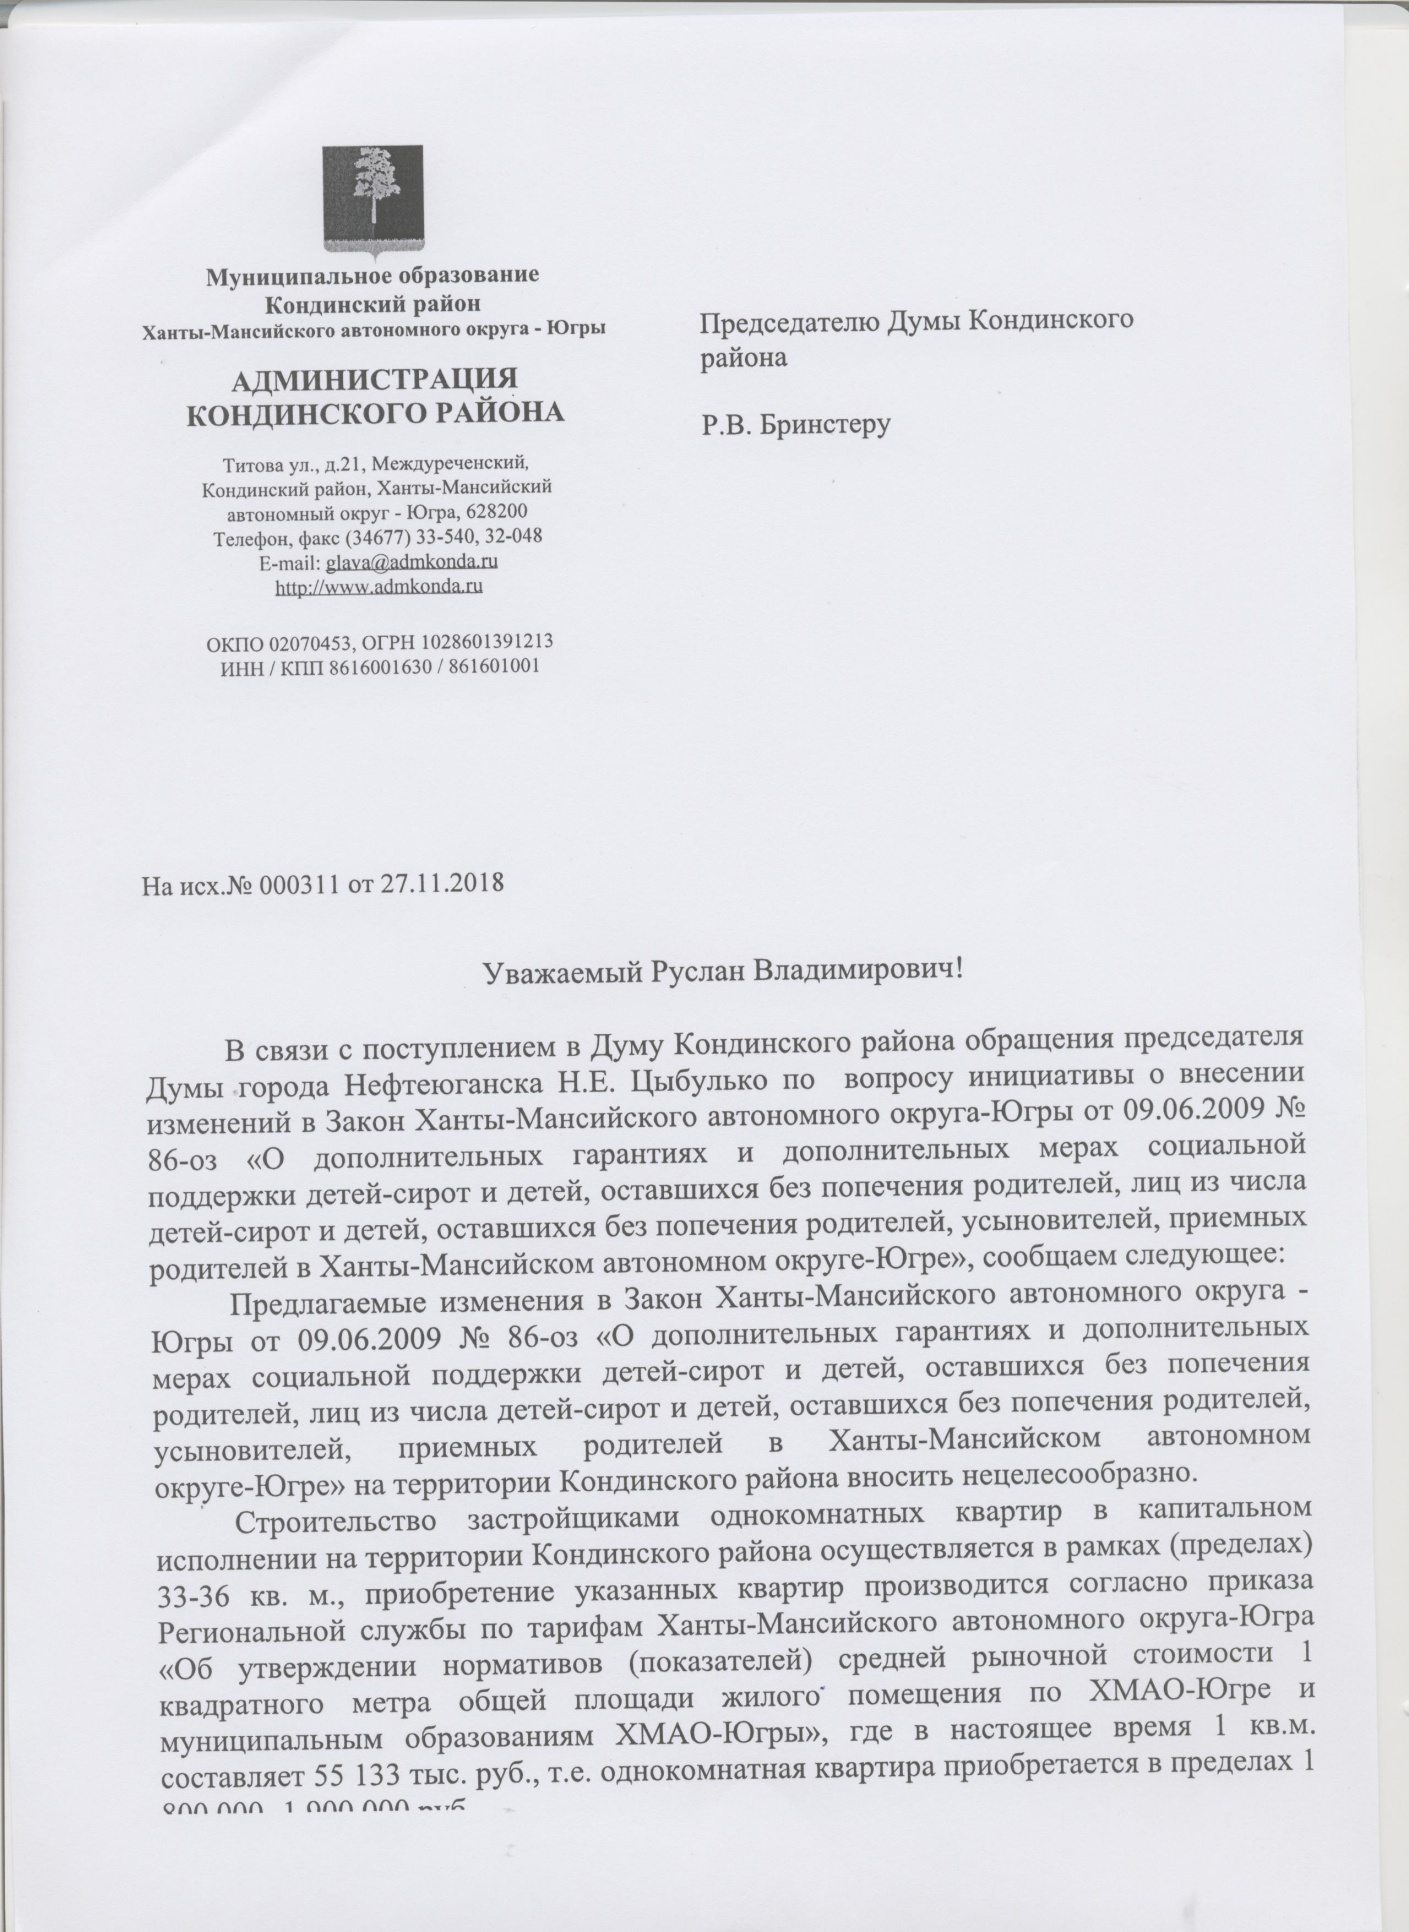 Муниципальное образование
Кондинский район
Ханты-Мансийского автономного округа - Югры
АДМИНИСТРАЦИЯ
КОНДИНСКОГО РАЙОНА
Титова ул., д.21, Междуреченский,
Кондинский район, Ханты-Мансийский
автономный округ - Югра, 628200
Телефон, факс (34677) 33-540, 32-048
E-mail: glava@admkonda.ru
http://www.admkonda.ru
ОКПО 02070453, ОГРН 1028601391213
ИНН / КПП 8616001630 / 861601001
Председателю Думы Кондинского
района
Р.В. Бринстеру
На исх.№ 000311 от 27.11.2018
Уважаемый Руслан Владимирович!
В связи с поступлением в Думу Кондинского района обращения председателя
Думы города Нефтеюганска Н.Е. Цыбулько по вопросу инициативы о внесении
изменений в Закон Ханты-Мансийского автономного округа-Югры от 09.06.2009 №
86-оз «О дополнительных гарантиях и дополнительных мерах социальной
поддержки детей-сирот и детей, оставшихся без попечения родителей, лиц из числа
детей-сирот и детей, оставшихся без попечения родителей, усыновителей, приемных
родителей в Ханты-Мансийском автономном округе-Югре», сообщаем следующее:
Предлагаемые изменения в Закон Ханты-Мансийского автономного округа -
Югры от 09.06.2009 № 86-оз «О дополнительных гарантиях и дополнительных
мерах социальной поддержки детей-сирот и детей, оставшихся без попечения
родителей, лиц из числа детей-сирот и детей, оставшихся без попечения родителей,
усыновителей, приемных родителей в Ханты-Мансийском автономном
округе-Югре» на территории Кондинского района вносить нецелесообразно.
Строительство застройщиками однокомнатных квартир в капитальном
исполнении на территории Кондинского района осуществляется в рамках (пределах)
33-36 кв. м., приобретение указанных квартир производится согласно приказа
Региональной службы по тарифам Ханты-Мансийского автономного округа-Югра
«Об утверждении нормативов (показателей) средней рыночной стоимости 1
квадратного метра общей площади жилого помещения по ХМАО-Югре и
муниципальным образованиям ХМАО-Югры», где в настоящее время 1 кв.м.
составляет 55 133 тыс. руб., т.е. однокомнатная квартира приобретается в пределах 1
800 000- 1 900 000 руб